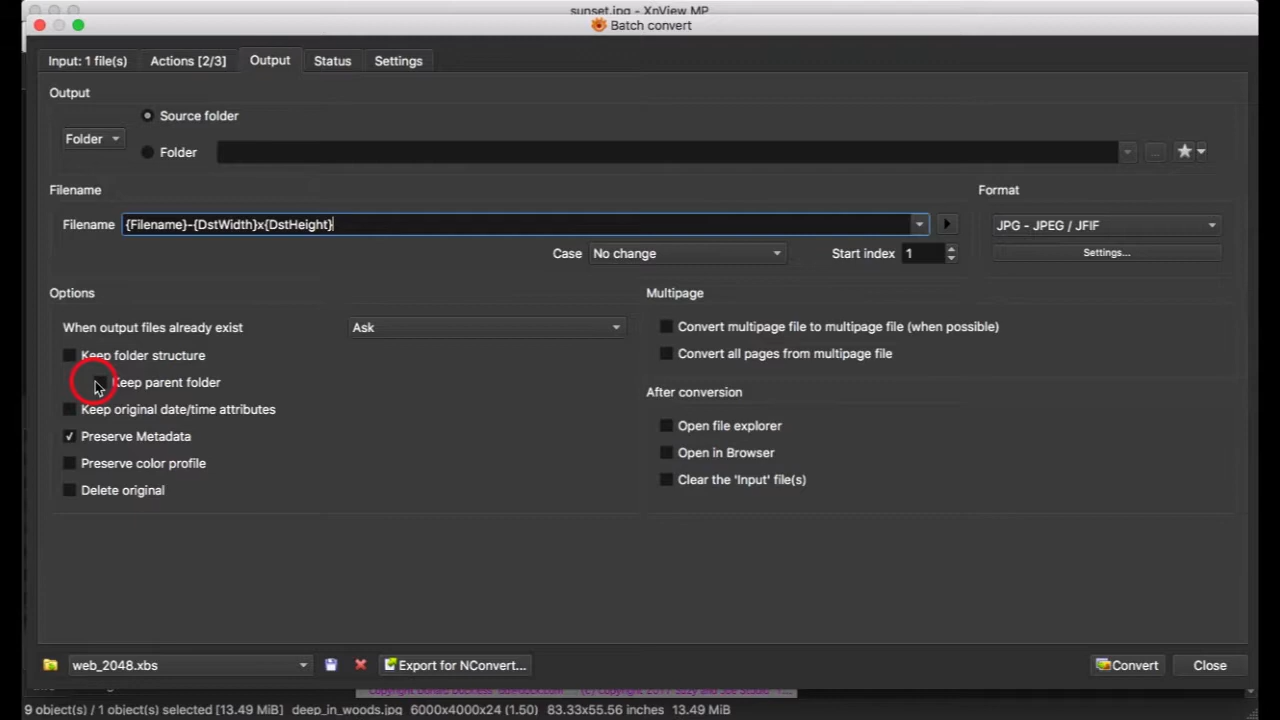 sunset.jpg - XnView MP
Batch convert
Input: 1 file(s)
Actions [2/3]
Output
Status
Settings
Output
Source folder
Folder
Folder
...
Filename
Format
Filename
{Filename}-{DstWidth}x{DstHeight}
JPG - JPEG / JFIF
Case
No change
Start index
1
Settings...
Options
Multipage
When output files already exist
Ask
Convert multipage file to multipage file (when possible)
Keep folder structure
Convert all pages from multipage file
Keep parent folder
After conversion
Keep original date/time attributes
Open file explorer
Preserve Metadata
Open in Browser
Preserve color profile
Clear the 'Input' file(s)
Delete original
web_2048.xbs
Export for NConvert...
Convert
Close
9 object(s) / 1 object(s) selected [13.49 MiB] deep_in_woods.jpg 6000x4000x24 (1.50) 83.33x55.56 inches 13.49 MiB